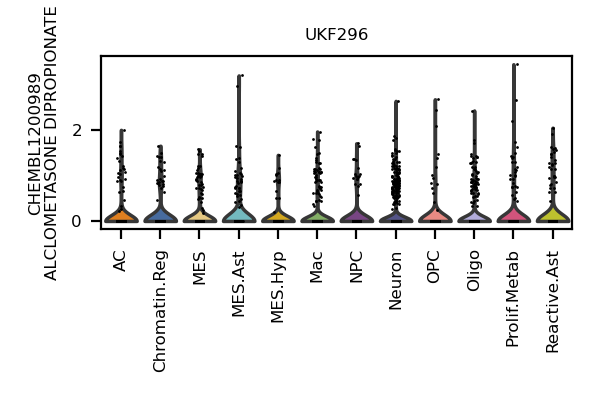 UKF296
CHEMBL1200989
ALCLOMETASONE DIPROPIONATE
2
0
AC
Chromatin.Reg
MES
MES.Ast
MES.Hyp
Mac
NPC
Neuron
OPC
Oligo
Prolif.Metab
Reactive.Ast